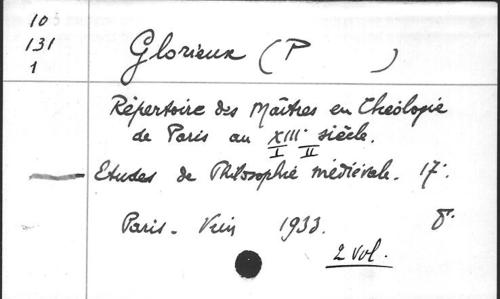 10
131
1
Glorieux (P )
Répertoire des Maîtres en Théologie
de Paris au XIII' siècle.
I II
Etudes de Philosophie médiévale. 17'.
Paris - Vrin 1933. 8°.
2 vol.